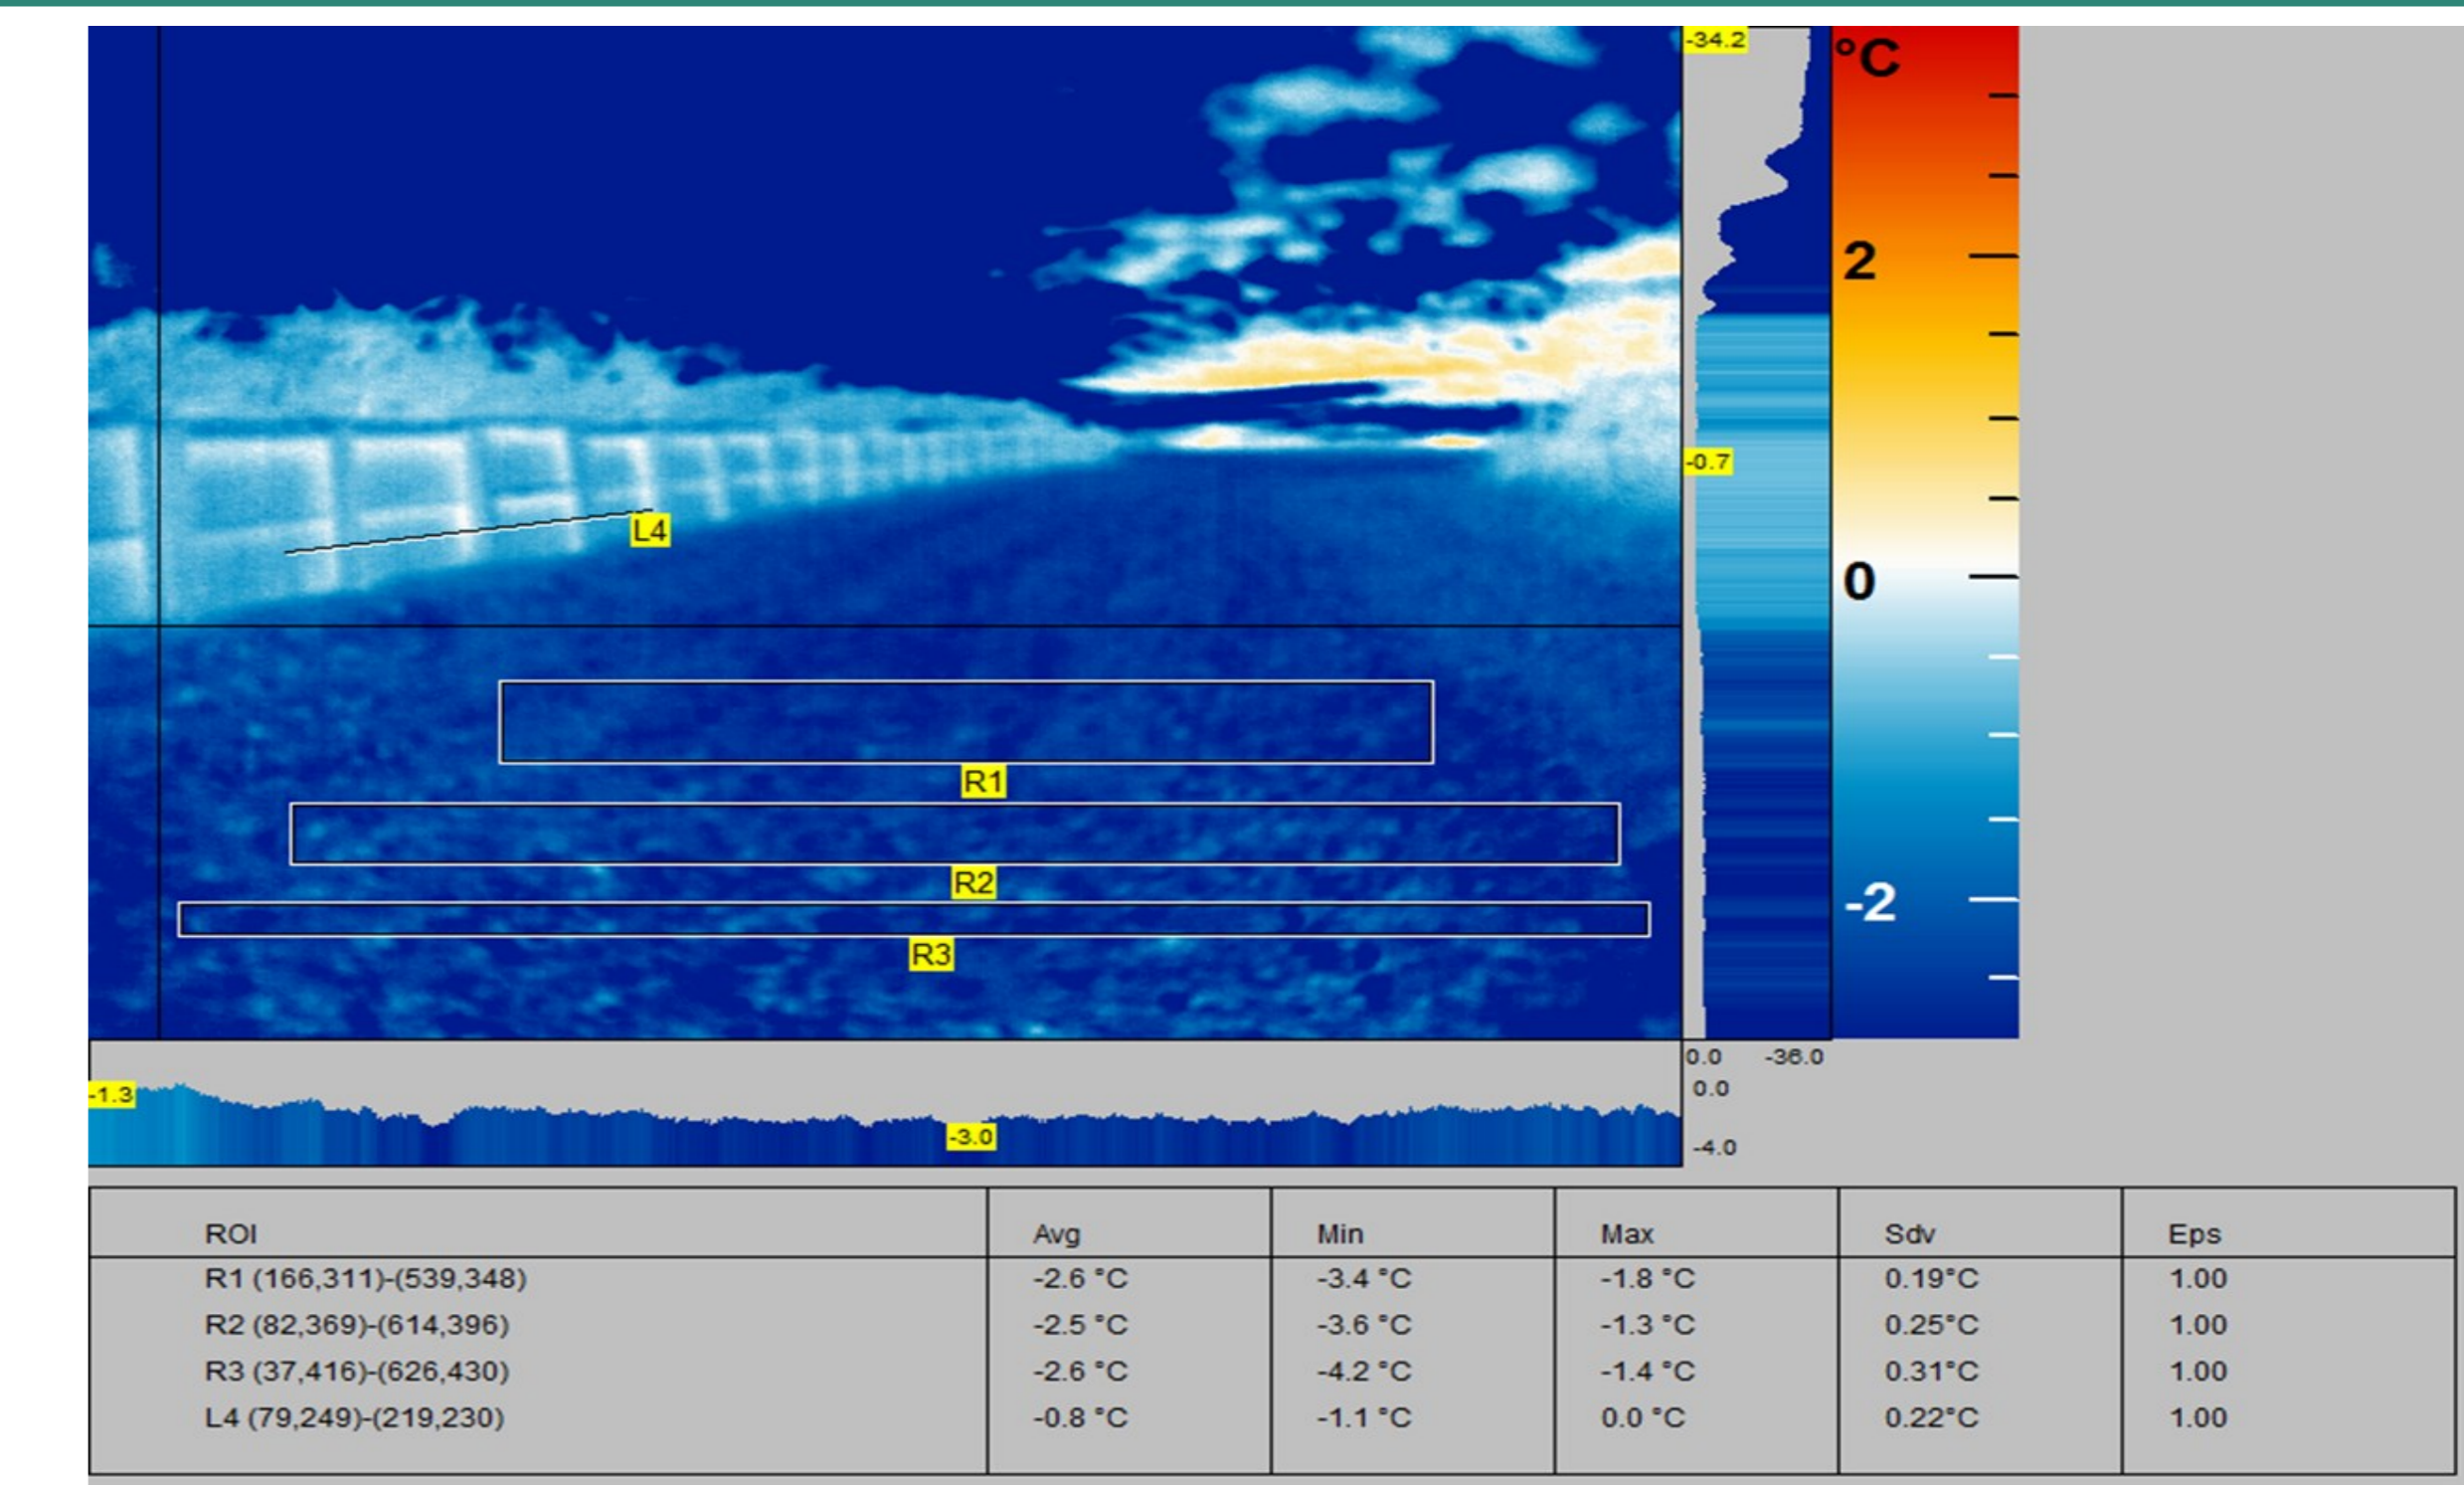 -34.2
°C
2
-0.7
L4
0
R1
R2
-2
R3
0.0 -36.0
-1.3
0.0
-3.0
-4.0
ROI Avg Min Max Sdv Eps
R1 (166,311)-(539,348) -2.6 °C -3.4 °C -1.8 °C 0.19°C 1.00
R2 (82,369)-(614,396) -2.5 °C -3.6 °C -1.3 °C 0.25°C 1.00
R3 (37,416)-(626,430) -2.6 °C -4.2 °C -1.4 °C 0.31°C 1.00
L4 (79,249)-(219,230) -0.8 °C -1.1 °C 0.0 °C 0.22°C 1.00